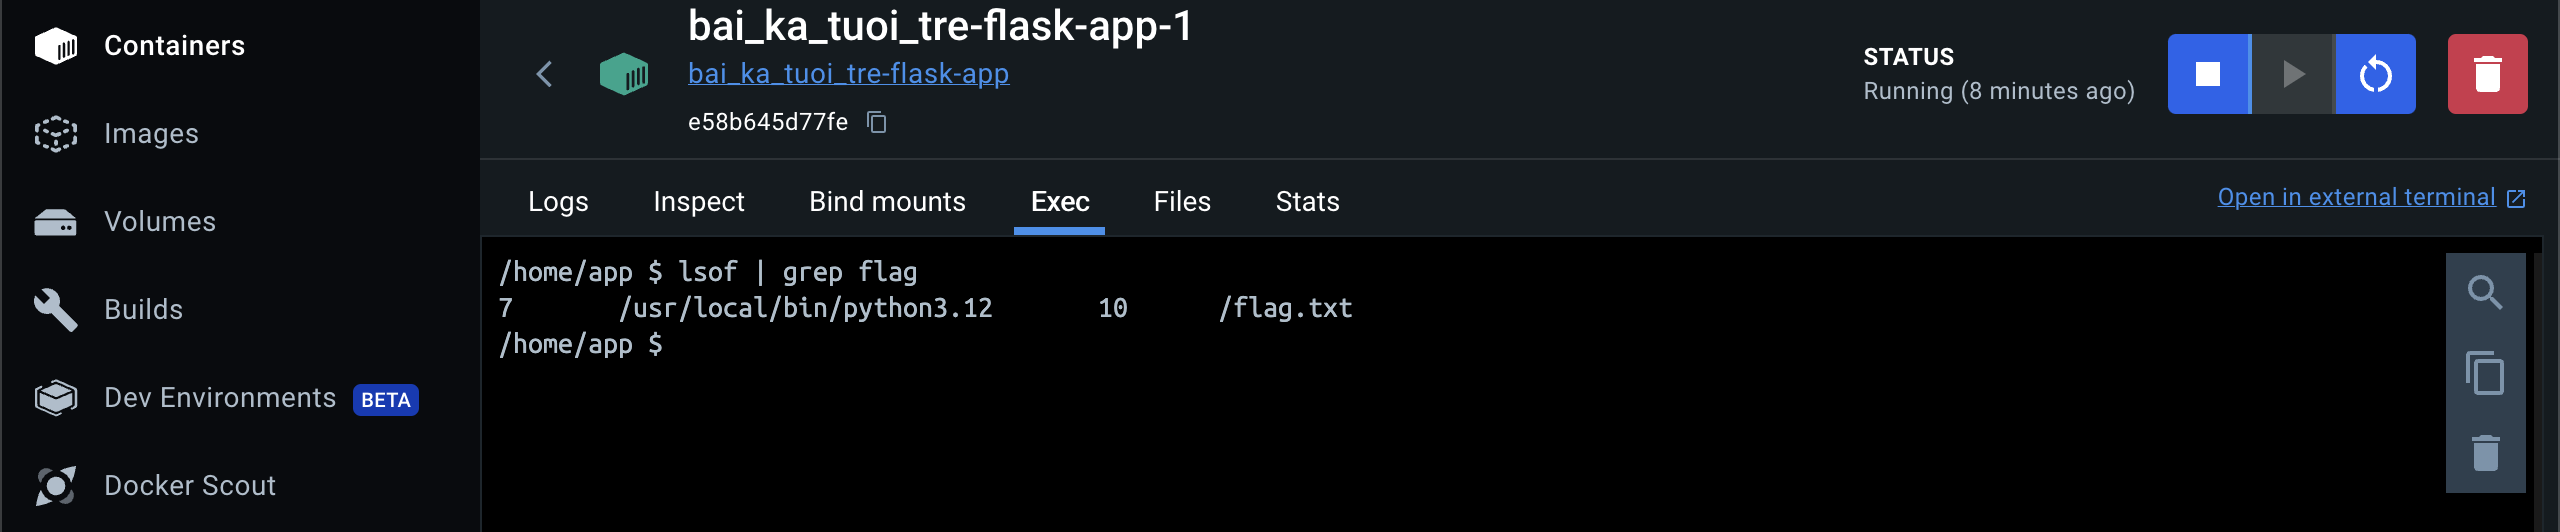 Containers
Images
Volumes
Builds
Dev Environments BETA
Docker Scout
bai_ka_tuoi_tre-flask-app-1
bai_ka_tuoi_tre-flask-app
e58b645d77fe
STATUS
Running (8 minutes ago)
Logs Inspect Bind mounts Exec Files Stats
Open in external terminal
/home/app $ lsof | grep flag
7 /usr/local/bin/python3.12 10 /flag.txt
/home/app $